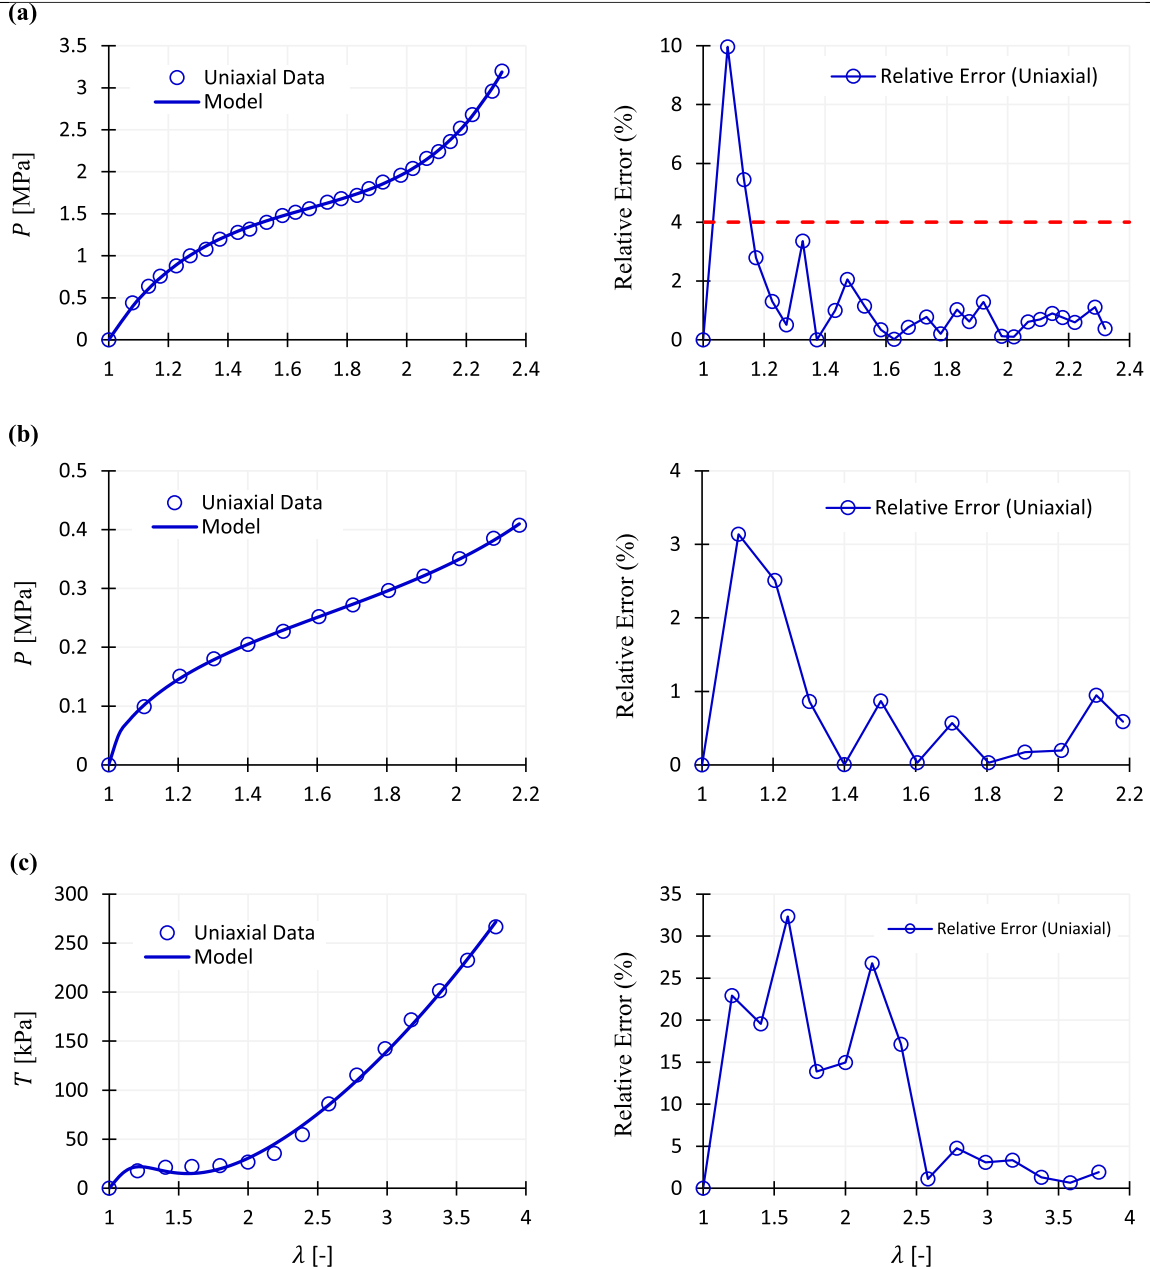 (a)
3.5
3
2.5
2
1.5
1
0.5
0
P [MPa]
Uniaxial Data
Model
1 1.2 1.4 1.6 1.8 2 2.2 2.4
10
8
6
4
2
0
Relative Error (%)
Relative Error (Uniaxial)
1 1.2 1.4 1.6 1.8 2 2.2 2.4
(b)
0.5
0.4
0.3
0.2
0.1
0
P [MPa]
Uniaxial Data
Model
1 1.2 1.4 1.6 1.8 2 2.2
4
3
2
1
0
Relative Error (%)
Relative Error (Uniaxial)
1 1.2 1.4 1.6 1.8 2 2.2
(c)
300
250
200
150
100
50
0
T [kPa]
Uniaxial Data
Model
1 1.5 2 2.5 3 3.5 4
λ [-]
35
30
25
20
15
10
5
0
Relative Error (%)
Relative Error (Uniaxial)
1 1.5 2 2.5 3 3.5 4
λ [-]